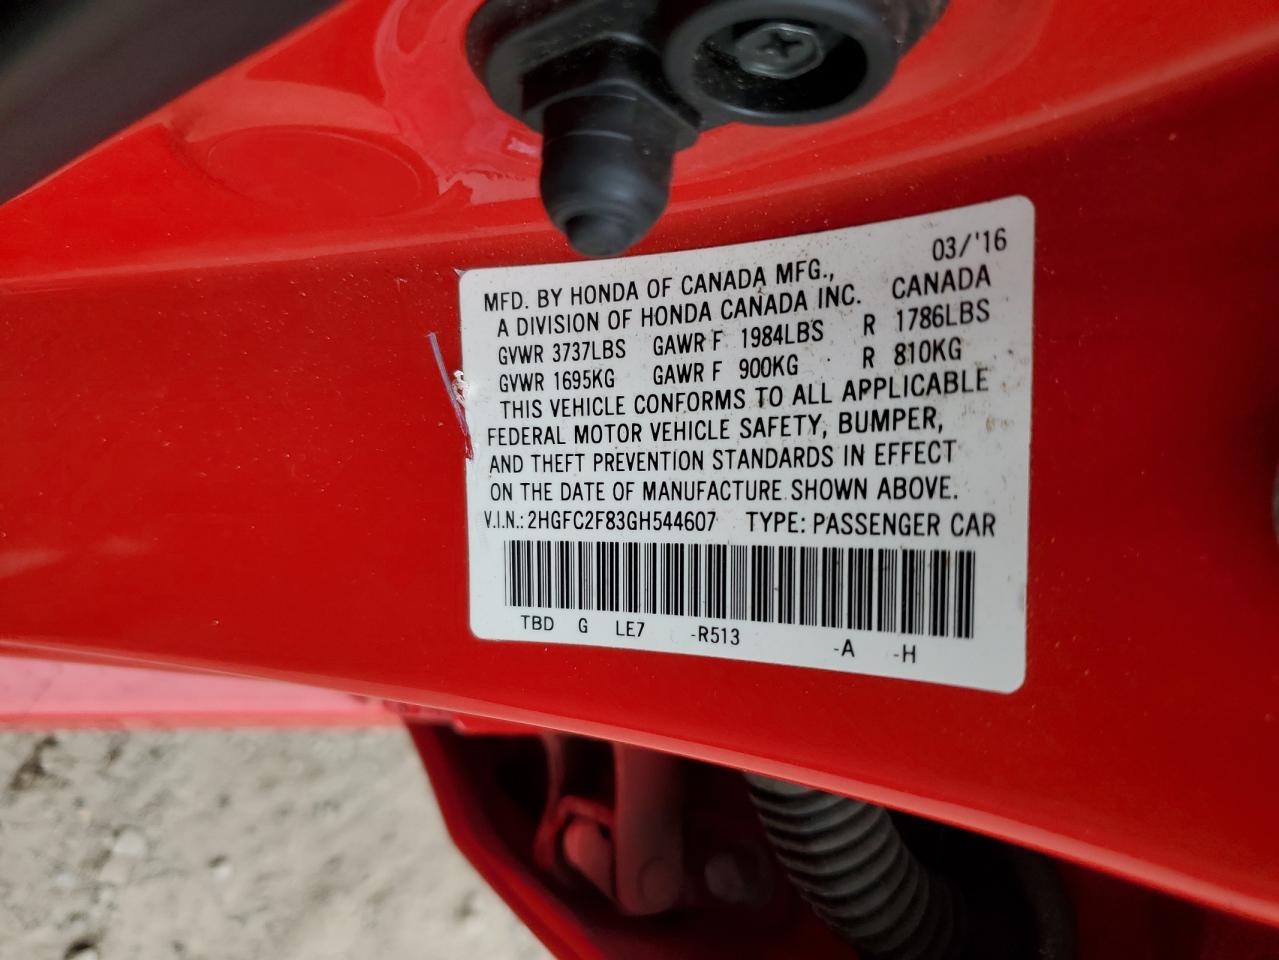 03/'16
MFD. BY HONDA OF CANADA MFG.,
A DIVISION OF HONDA CANADA INC. CANADA
GVWR 3737LBS GAWR F 1984LBS R 1786LBS
GVWR 1695KG GAWR F 900KG R 810KG
THIS VEHICLE CONFORMS TO ALL APPLICABLE
FEDERAL MOTOR VEHICLE SAFETY, BUMPER,
AND THEFT PREVENTION STANDARDS IN EFFECT
ON THE DATE OF MANUFACTURE SHOWN ABOVE.
V.I.N.: 2HGFC2F83GH544607 TYPE: PASSENGER CAR
TBD G LE7 -R513 -A -H